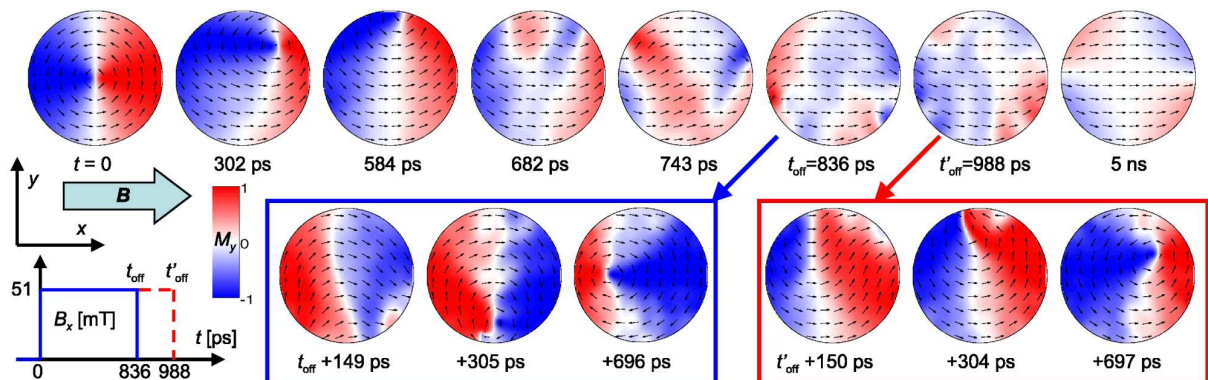 t = 0
302 ps
584 ps
682 ps
743 ps
t_off=836 ps
t'_off=988 ps
5 ns
y
B
x
1
M_y
0
-1
t_off
t'_off
51
B_x [mT]
t [ps]
0
836
988
t_off +149 ps
+305 ps
+696 ps
t'_off +150 ps
+304 ps
+697 ps